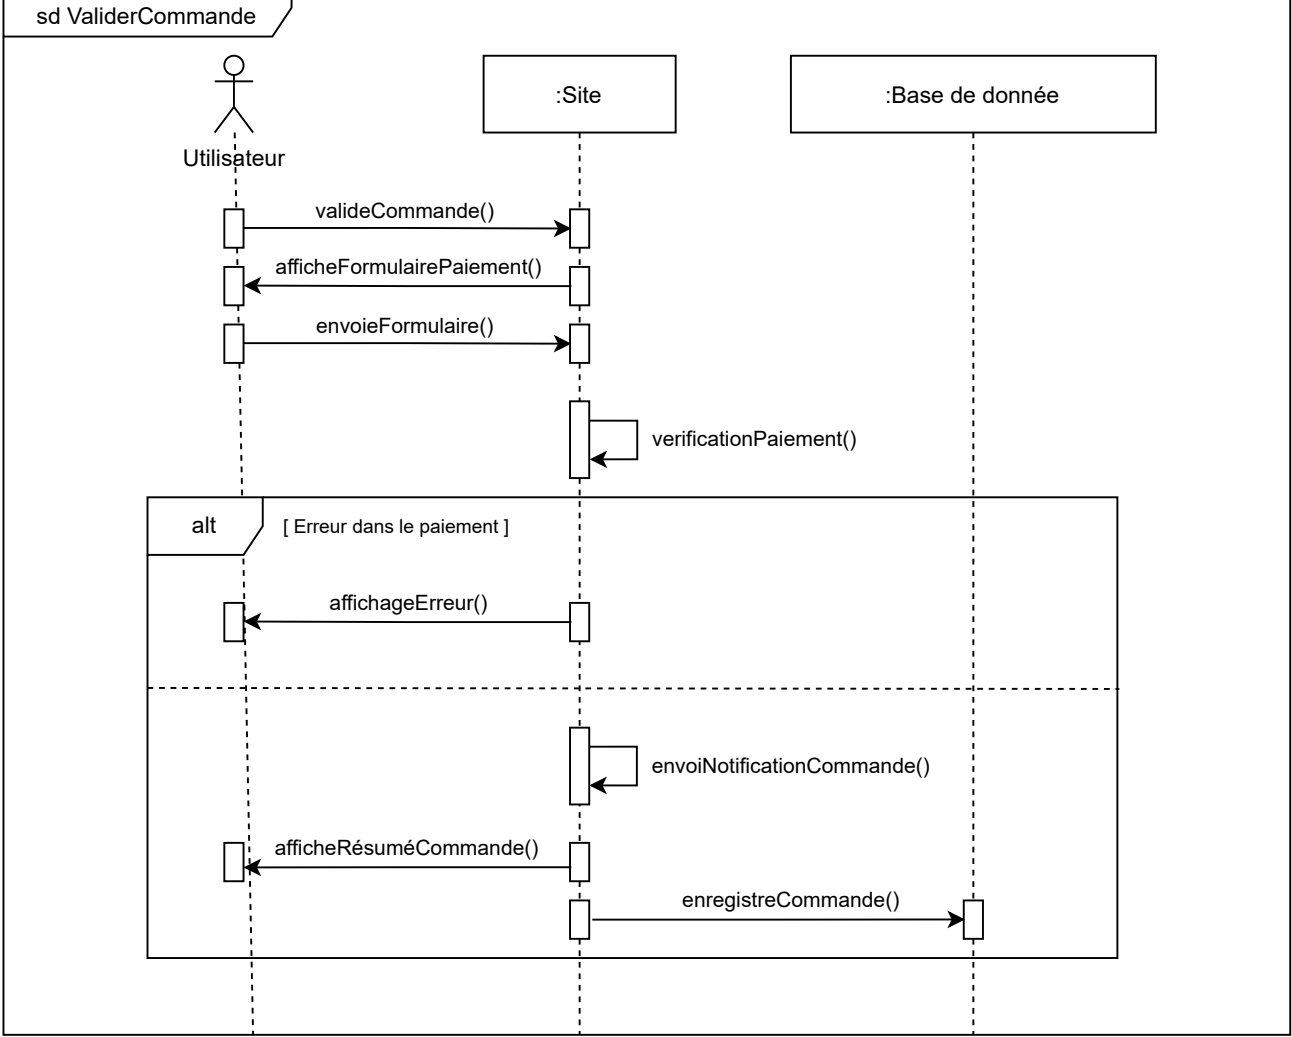 sd ValiderCommande
Utilisateur
:Site
:Base de donnée
valideCommande()
afficheFormulairePaiement()
envoieFormulaire()
verificationPaiement()
alt
[ Erreur dans le paiement ]
affichageErreur()
envoiNotificationCommande()
afficheRésuméCommande()
enregistreCommande()